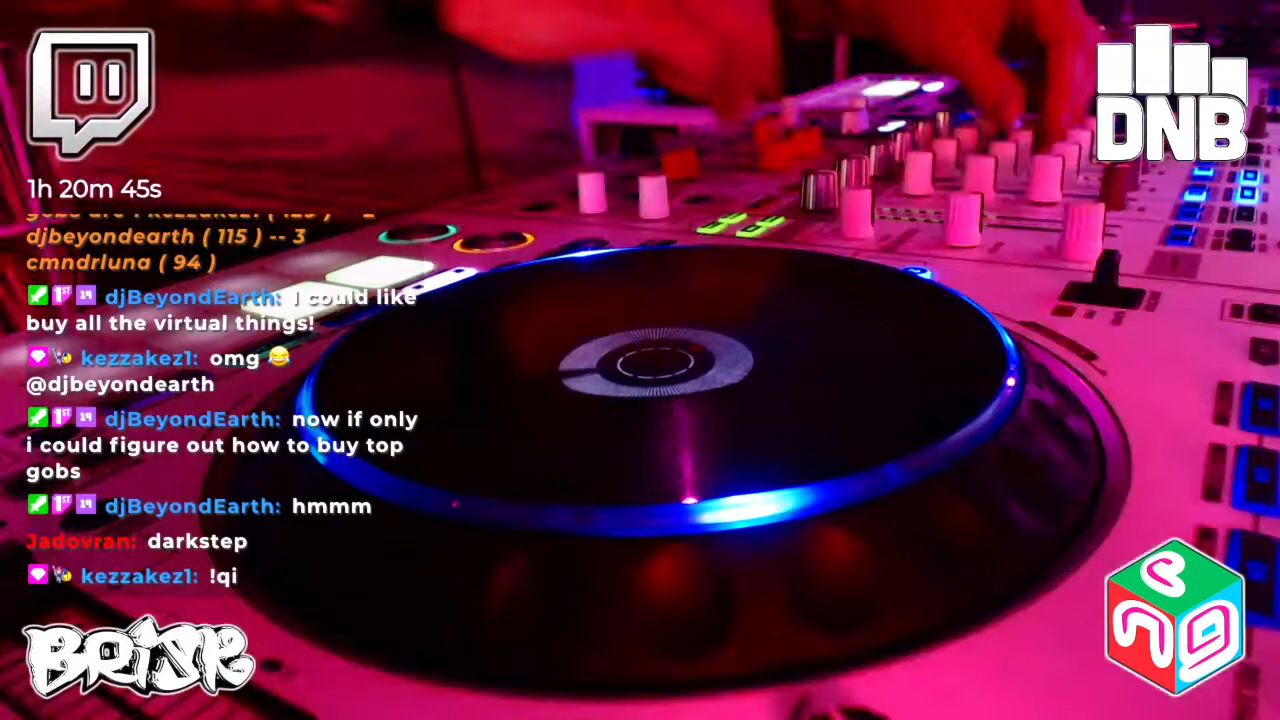 DNB
1h 20m 45s
djbeyondearth ( 115 ) -- 3
cmndrluna ( 94 )
djBeyondEarth: I could like
buy all the virtual things!
kezzakez1: omg 😂
@djbeyondearth
djBeyondEarth: now if only
i could figure out how to buy top
gobs
djBeyondEarth: hmmm
Jadovran: darkstep
kezzakez1: !qi
BRISK